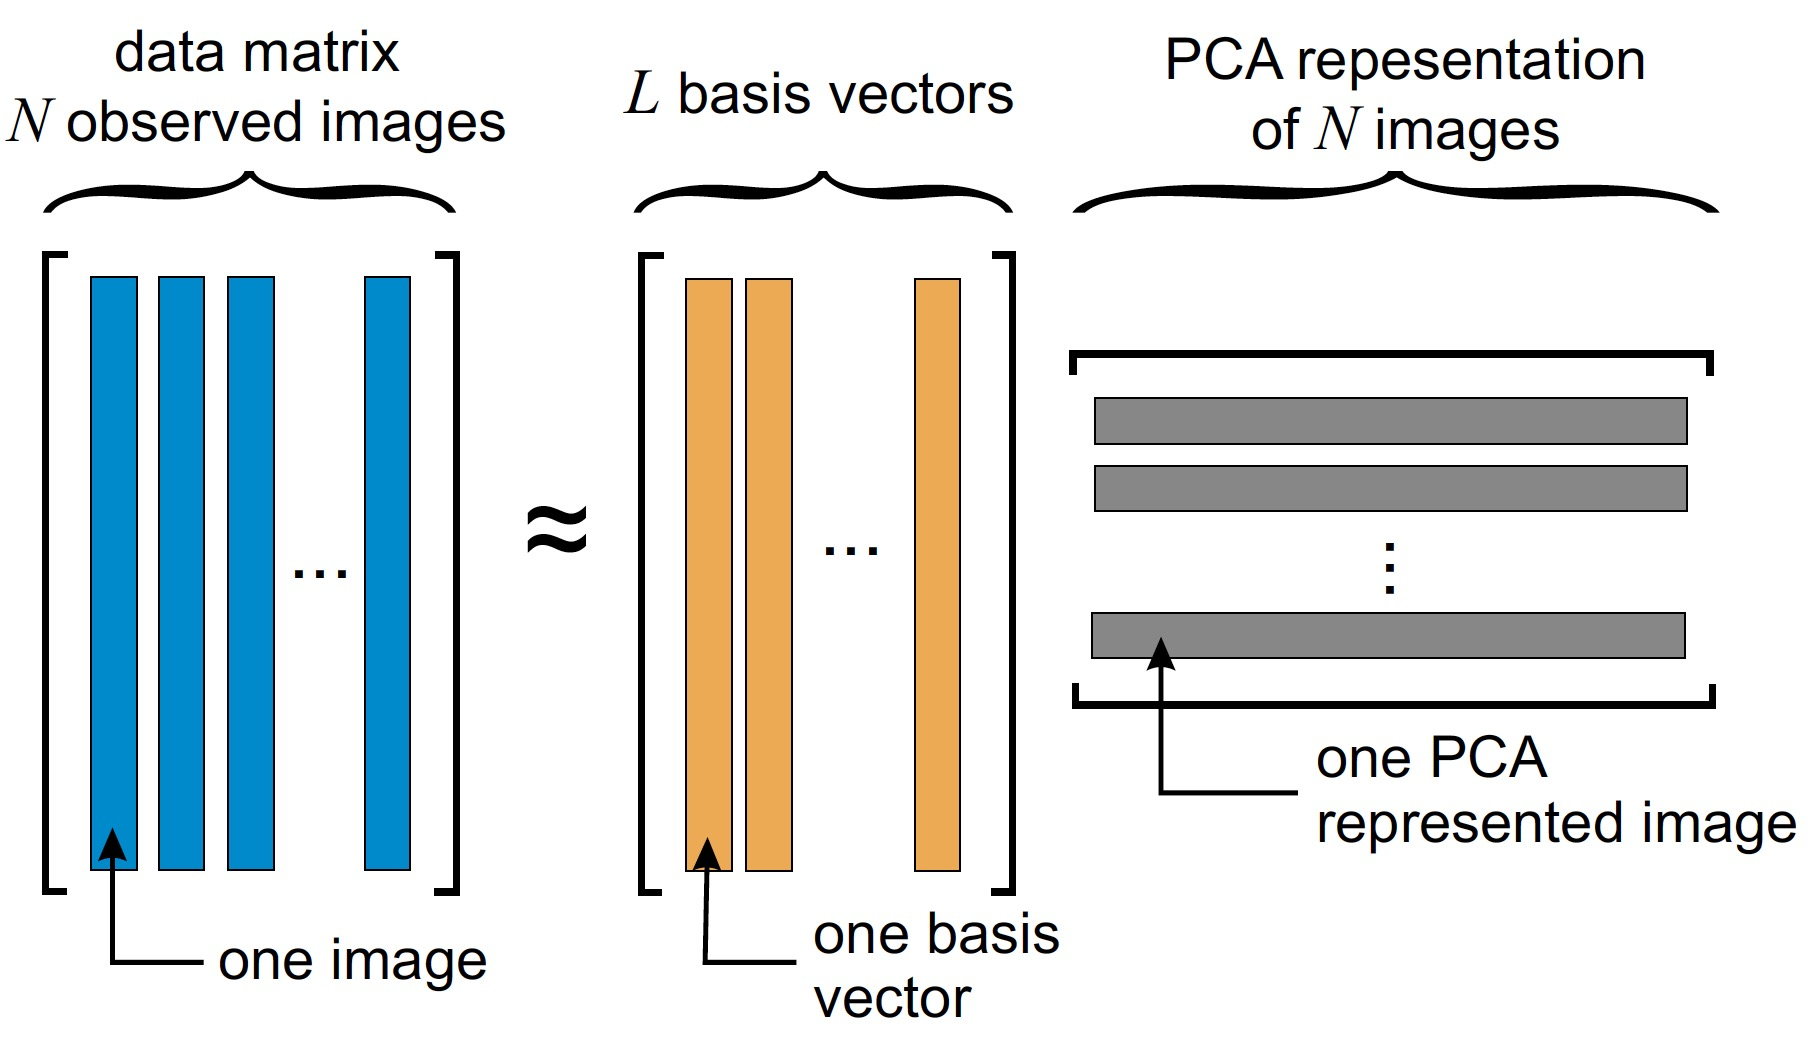 data matrix
N observed images
L basis vectors
PCA repesentation
of N images
...
≈
...
⋮
one PCA
represented image
one image
one basis
vector